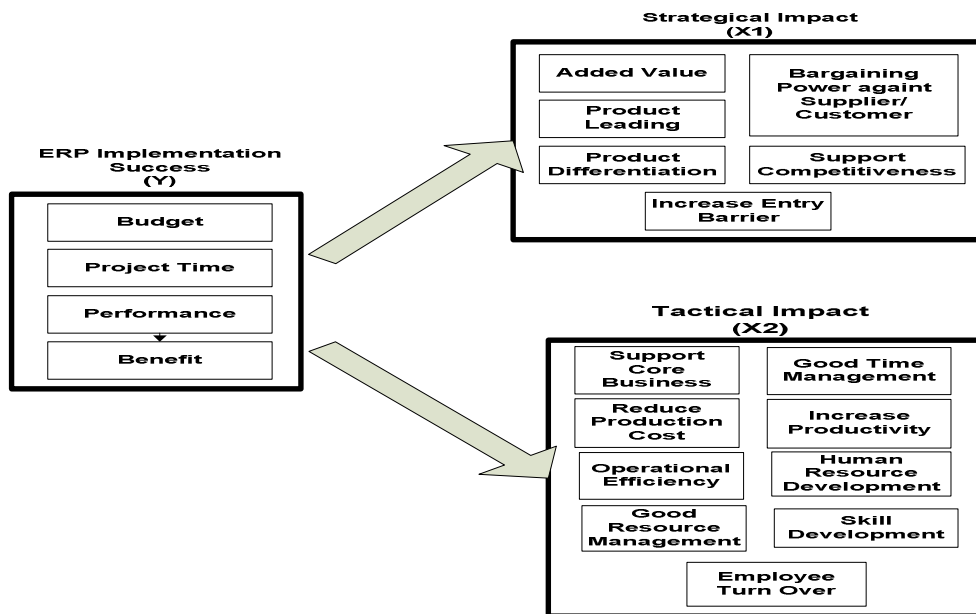 ERP Implementation
Success
(Y)
Budget
Project Time
Performance
Benefit
Strategical Impact
(X1)
Added Value
Bargaining
Power againt
Supplier/
Customer
Product
Leading
Product
Differentiation
Support
Competitiveness
Increase Entry
Barrier
Tactical Impact
(X2)
Support
Core
Business
Good Time
Management
Reduce
Production
Cost
Increase
Productivity
Operational
Efficiency
Human
Resource
Development
Good
Resource
Management
Skill
Development
Employee
Turn Over